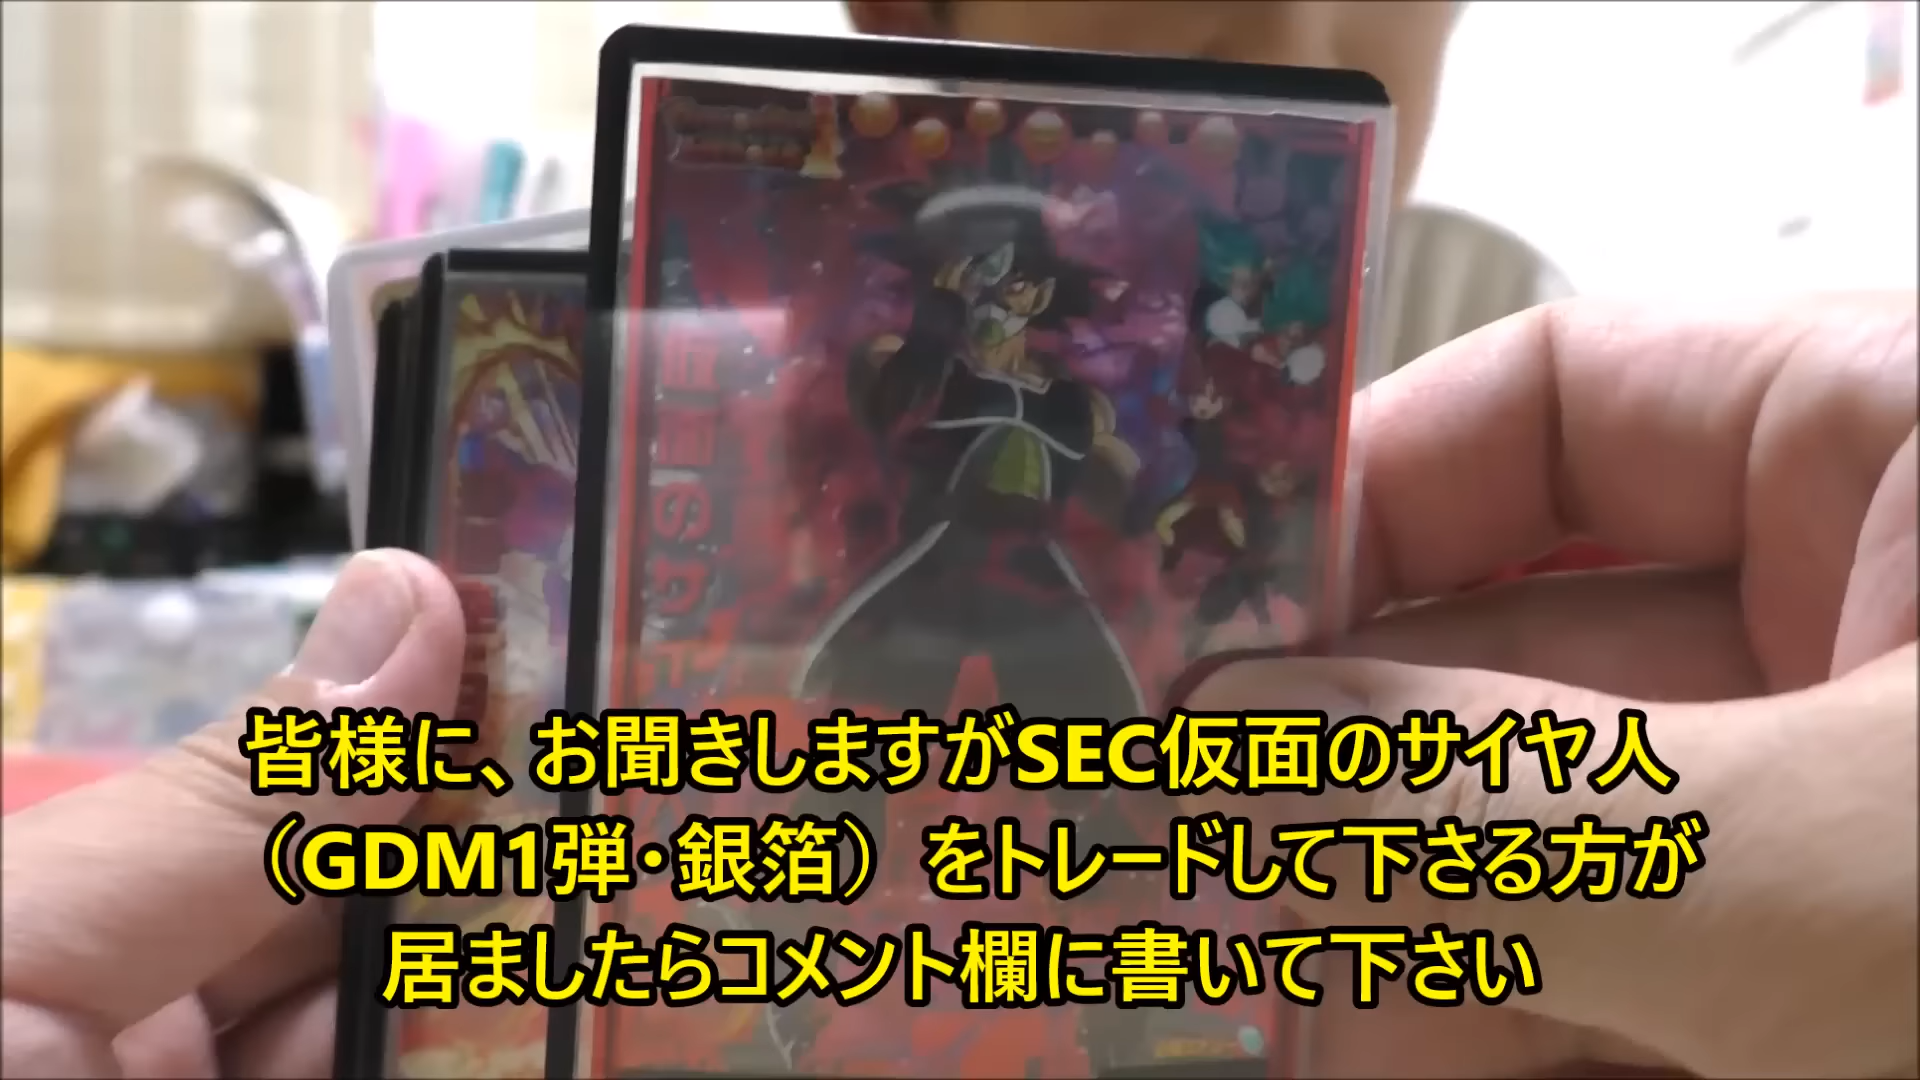 皆様に、お聞きしますがSEC仮面のサイヤ人
（GDM1弾・銀箔）をトレードして下さる方が
居ましたらコメント欄に書いて下さい